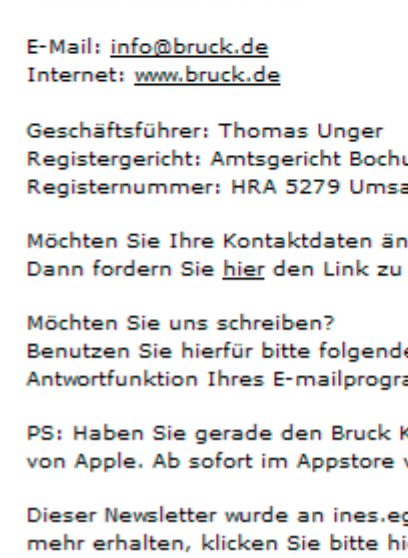 E-Mail: info@bruck.de
Internet: www.bruck.de
Geschäftsführer: Thomas Unger
Registergericht: Amtsgericht Bochu
Registernummer: HRA 5279 Umsa
Möchten Sie Ihre Kontaktdaten än
Dann fordern Sie hier den Link zu
Möchten Sie uns schreiben?
Benutzen Sie hierfür bitte folgende
Antwortfunktion Ihres E-mailprogra
PS: Haben Sie gerade den Bruck K
von Apple. Ab sofort im Appstore v
Dieser Newsletter wurde an ines.eg
mehr erhalten, klicken Sie bitte hi